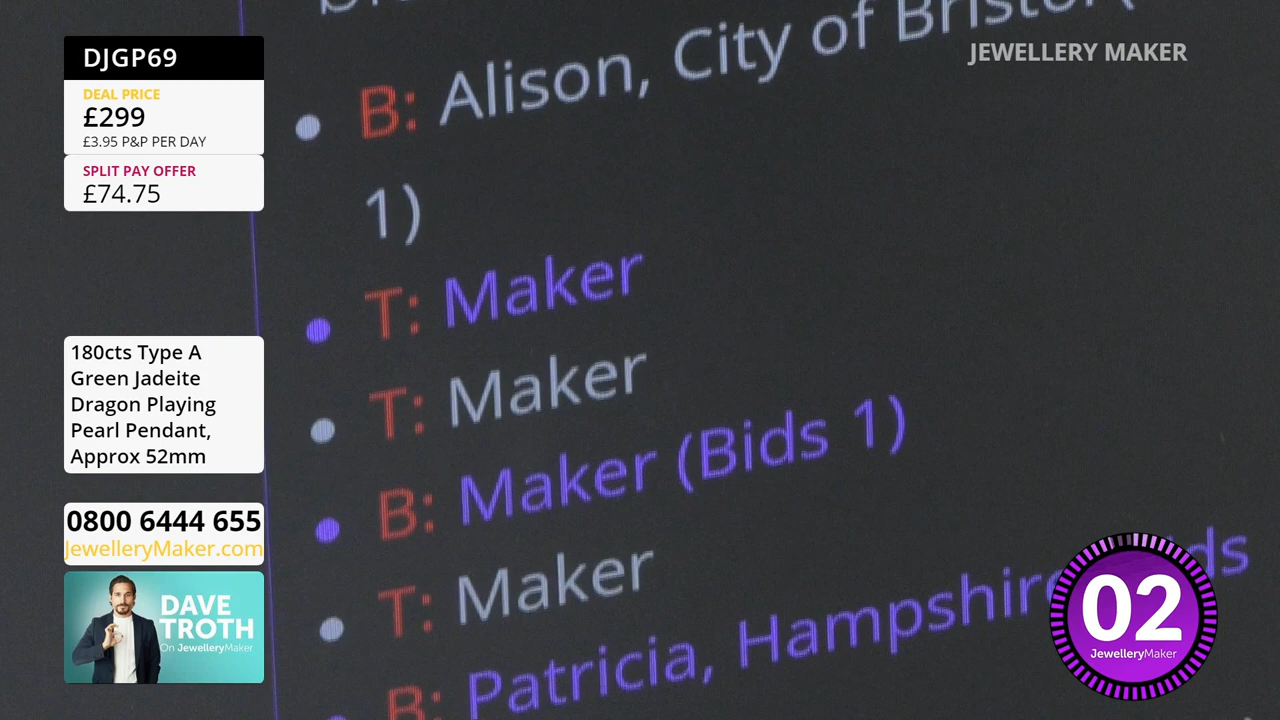 DJGP69
DEAL PRICE
£299
£3.95 P&P PER DAY
SPLIT PAY OFFER
£74.75
180cts Type A
Green Jadeite
Dragon Playing
Pearl Pendant,
Approx 52mm
0800 6444 655
JewelleryMaker.com
DAVE
TROTH
On JewelleryMaker
JEWELLERY MAKER
B: Alison, City of Bristol (
1)
T: Maker
T: Maker
B: Maker (Bids 1)
T: Maker
B: Patricia, Hampshire
02
JewelleryMaker